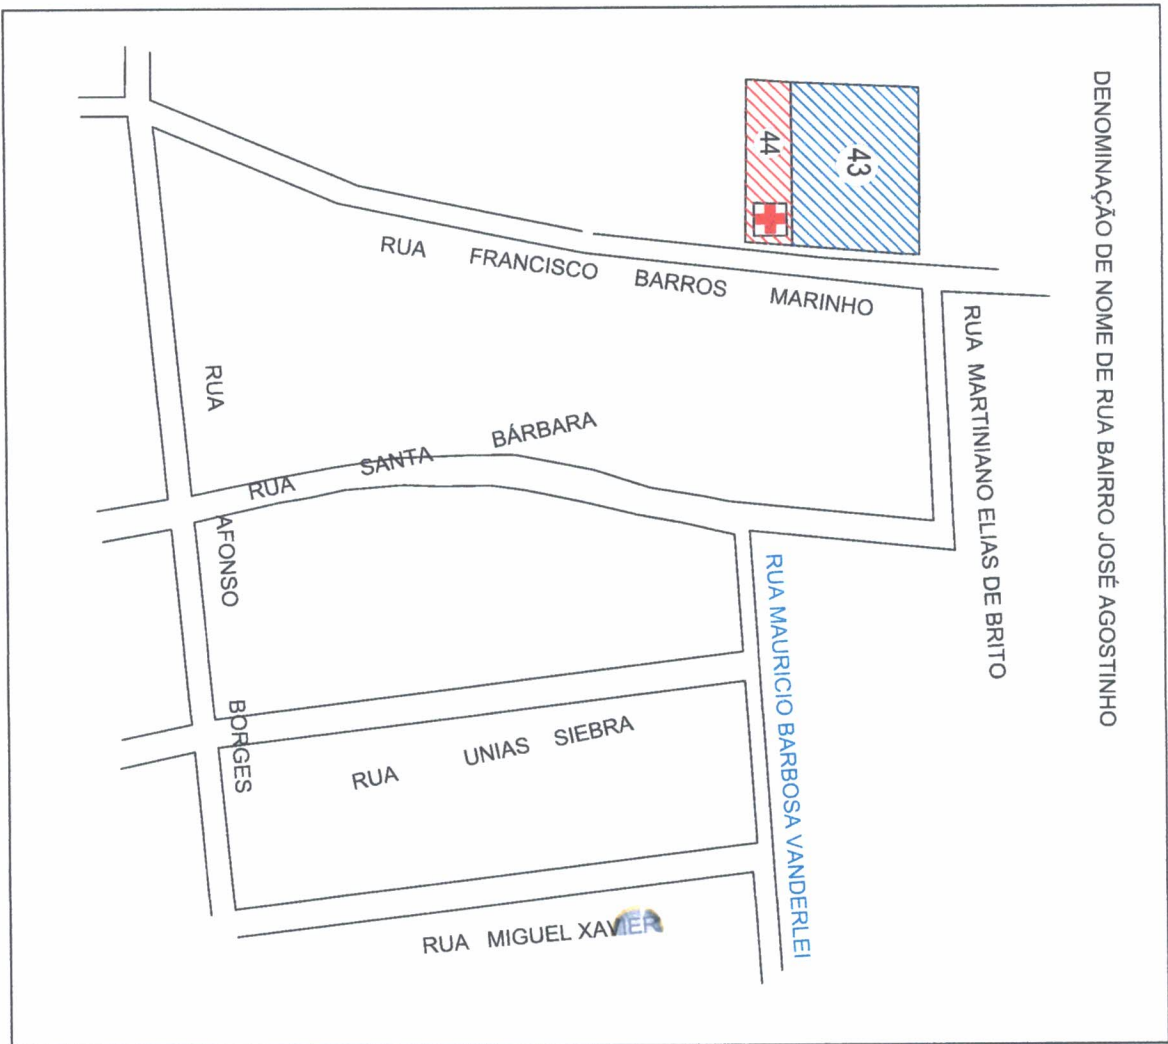 DENOMINAÇÃO DE NOME DE RUA BAIRRO JOSÉ AGOSTINHO
43
44
RUA FRANCISCO BARROS MARINHO
RUA MARTINIANO ELIAS DE BRITO
RUA SANTA BÁRBARA
RUA AFONSO BORGES
RUA MAURICIO BARBOSA VANDERLEI
RUA UNIAS SIEBRA
RUA MIGUEL XAVIER